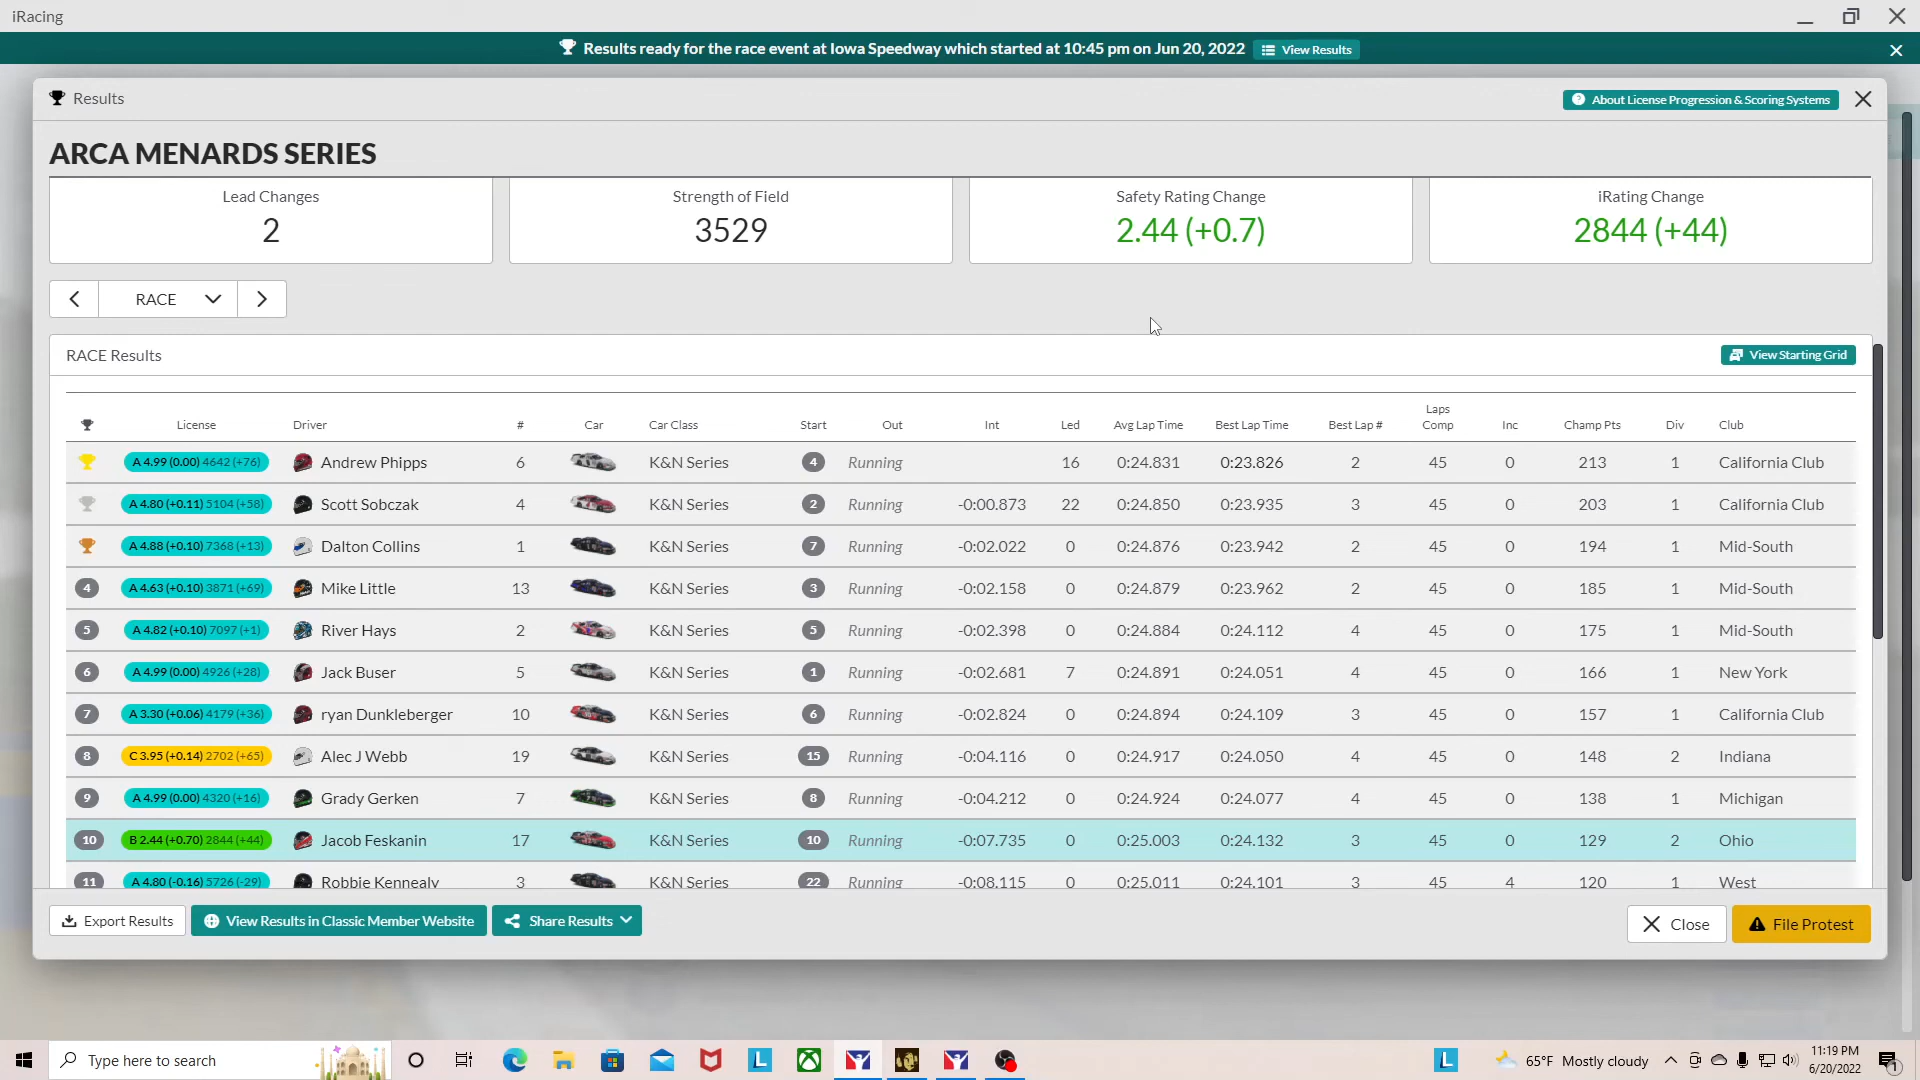 iRacing
Results ready for the race event at Iowa Speedway which started at 10:45 pm on Jun 20, 2022 View Results
Results About License Progression & Scoring Systems
ARCA MENARDS SERIES
Lead Changes Strength of Field Safety Rating Change iRating Change
2 3529 2.44 (+0.7) 2844 (+44)
RACE
RACE Results View Starting Grid
License Driver # Car Car Class Start Out Int Led Avg Lap Time Best Lap Time Best Lap # Laps Comp Inc Champ Pts Div Club
A 4.99 (0.00) 4642 (+76) Andrew Phipps 6 K&N Series 4 Running 16 0:24.831 0:23.826 2 45 0 213 1 California Club
A 4.80 (+0.11) 5104 (+58) Scott Sobczak 4 K&N Series 2 Running -0:00.873 22 0:24.850 0:23.935 3 45 0 203 1 California Club
A 4.88 (+0.10) 7368 (+13) Dalton Collins 1 K&N Series 7 Running -0:02.022 0 0:24.876 0:23.942 2 45 0 194 1 Mid-South
4 A 4.63 (+0.10) 3871 (+69) Mike Little 13 K&N Series 3 Running -0:02.158 0 0:24.879 0:23.962 2 45 0 185 1 Mid-South
5 A 4.82 (+0.10) 7097 (+1) River Hays 2 K&N Series 5 Running -0:02.398 0 0:24.884 0:24.112 4 45 0 175 1 Mid-South
6 A 4.99 (0.00) 4926 (+28) Jack Buser 5 K&N Series 1 Running -0:02.681 7 0:24.891 0:24.051 4 45 0 166 1 New York
7 A 3.30 (+0.06) 4179 (+36) ryan Dunkleberger 10 K&N Series 6 Running -0:02.824 0 0:24.894 0:24.109 3 45 0 157 1 California Club
8 C 3.95 (+0.14) 2702 (+65) Alec J Webb 19 K&N Series 15 Running -0:04.116 0 0:24.917 0:24.050 4 45 0 148 2 Indiana
9 A 4.99 (0.00) 4320 (+16) Grady Gerken 7 K&N Series 8 Running -0:04.212 0 0:24.924 0:24.077 4 45 0 138 1 Michigan
10 B 2.44 (+0.70) 2844 (+44) Jacob Feskanin 17 K&N Series 10 Running -0:07.735 0 0:25.003 0:24.132 3 45 0 129 2 Ohio
11 A 4.80 (-0.16) 5726 (-29) Robbie Kennealy 3 K&N Series 22 Running -0:08.115 0 0:25.011 0:24.101 3 45 4 120 1 West
Export Results View Results in Classic Member Website Share Results Close File Protest
Type here to search L L 65°F Mostly cloudy 11:19 PM
6/20/2022 1